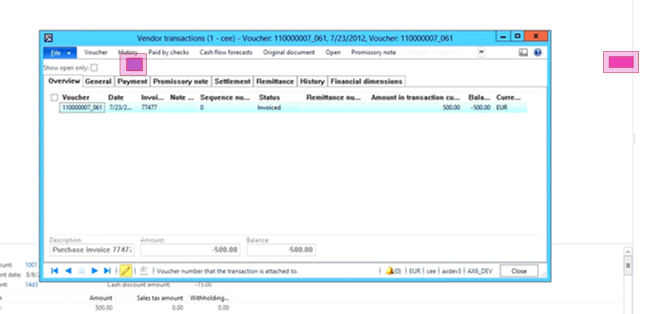 Vendor transactions (1 - cee) - Voucher: 110000007_061, 7/23/2012, Voucher: 110000007_061
File Voucher History Paid by checks Cash flow forecasts Original document Open Promissory note
Show open only:
Overview General Payment Promissory note Settlement Remittance History Financial dimensions
Voucher Date Invoi... Note ... Sequence nu... Status Remittance nu... Amount in transaction cu... Bala... Curre...
110000007_061 7/23/2... 77477 0 Invoiced 500.00 -500.00 EUR
Description: Amount: Balance:
Purchase invoice 7747. -500.00 -500.00
Voucher number that the transaction is attached to. (0) EUR cee axdev3 AX6_DEV Close
ount: 1001
nt date: 8/8/
nt: 14d3 Cash discount amount: -15.00
n Amount Sales tax amount Withholding...
500.00 0.00 0.00